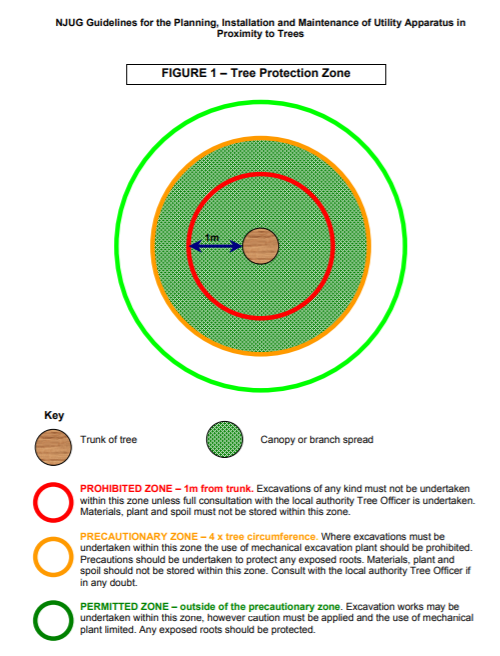 NJUG Guidelines for the Planning, Installation and Maintenance of Utility Apparatus in
Proximity to Trees
FIGURE 1 – Tree Protection Zone
1m
Key
Trunk of tree
Canopy or branch spread
PROHIBITED ZONE – 1m from trunk. Excavations of any kind must not be undertaken
within this zone unless full consultation with the local authority Tree Officer is undertaken.
Materials, plant and spoil must not be stored within this zone.
PRECAUTIONARY ZONE – 4 x tree circumference. Where excavations must be
undertaken within this zone the use of mechanical excavation plant should be prohibited.
Precautions should be undertaken to protect any exposed roots. Materials, plant and
spoil should not be stored within this zone. Consult with the local authority Tree Officer if
in any doubt.
PERMITTED ZONE – outside of the precautionary zone. Excavation works may be
undertaken within this zone, however caution must be applied and the use of mechanical
plant limited. Any exposed roots should be protected.